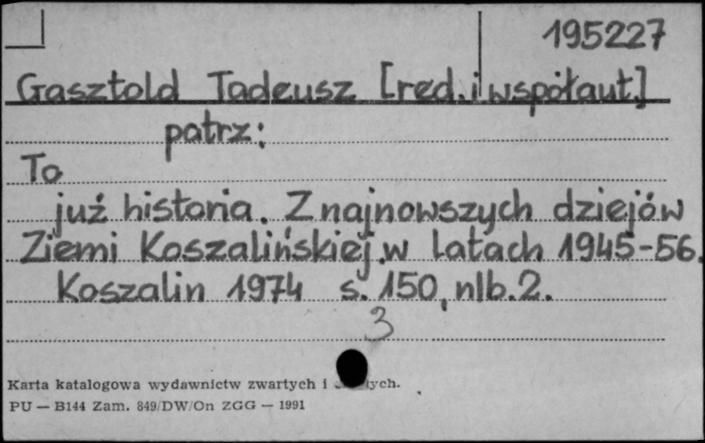 195227
Gasztold Tadeusz [red. i współaut.]
patrz:
To
już historia. Z najnowszych dziejów
Ziemi Koszalińskiej w latach 1945-56.
Koszalin 1974 s. 150, nlb. 2.
3
Karta katalogowa wydawnictw zwartych i
PU — B144 Zam. 849/DW/On ZGG — 1991